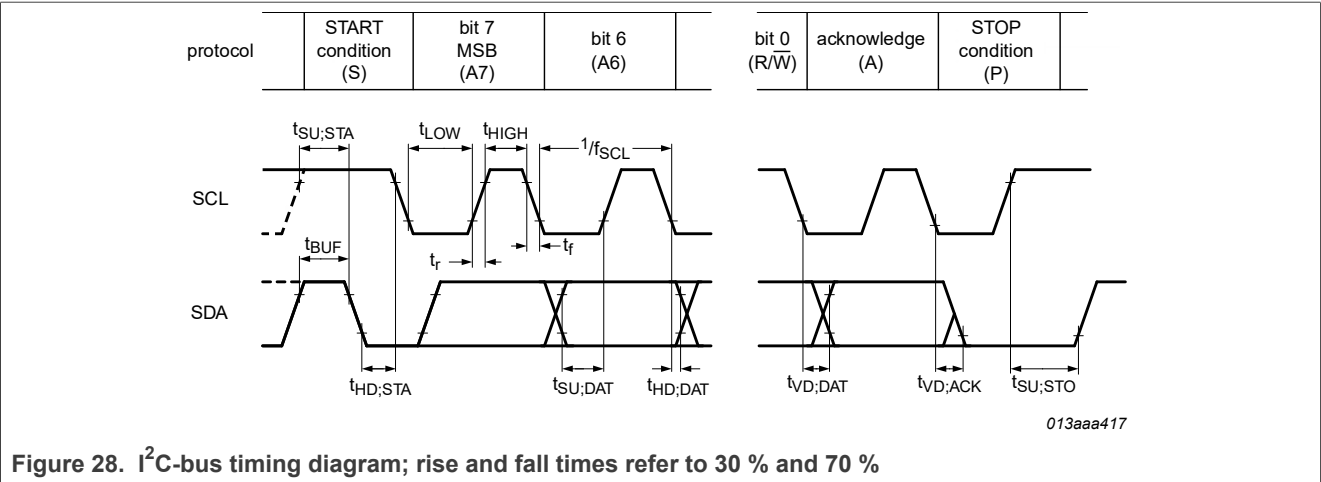 protocol
START condition (S)
bit 7 MSB (A7)
bit 6 (A6)
bit 0 (R/W̅)
acknowledge (A)
STOP condition (P)
tSU;STA
tLOW
tHIGH
1/fSCL
SCL
tBUF
tr
tf
SDA
tHD;STA
tSU;DAT
tHD;DAT
tVD;DAT
tVD;ACK
tSU;STO
013aaa417
Figure 28. I²C-bus timing diagram; rise and fall times refer to 30 % and 70 %